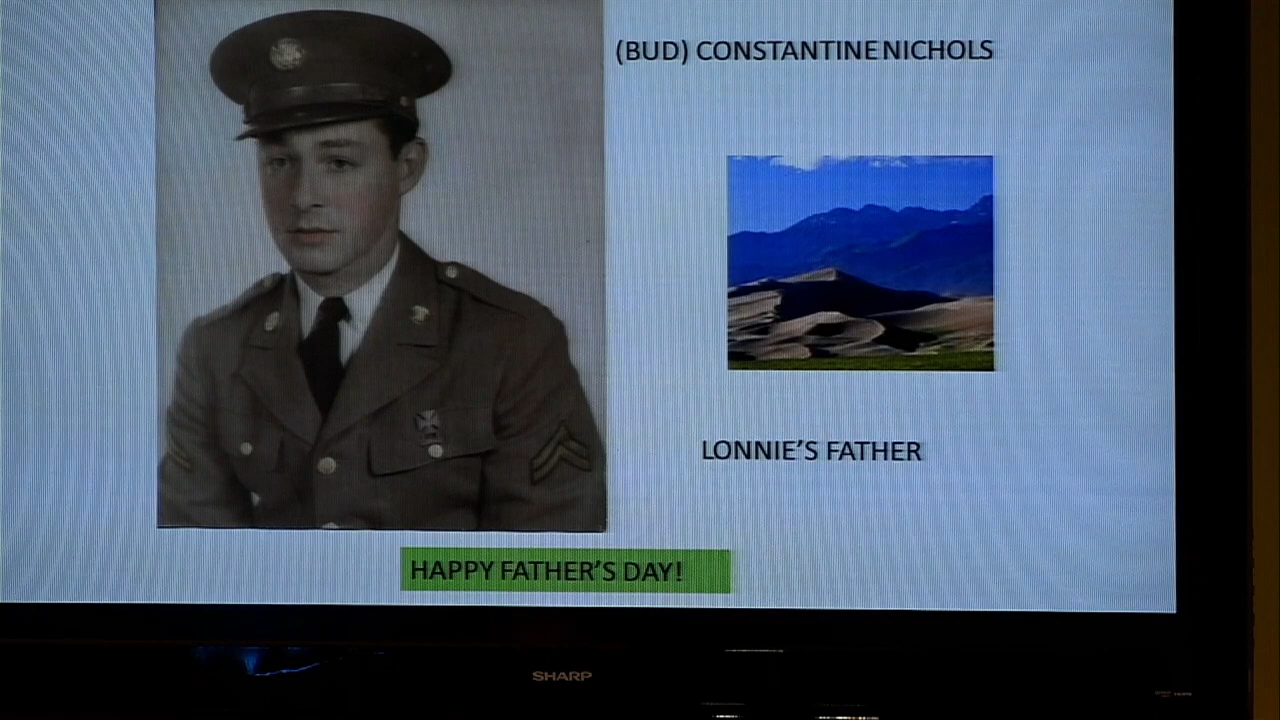 (BUD) CONSTANTINE NICHOLS
LONNIE'S FATHER
HAPPY FATHER'S DAY!
SHARP